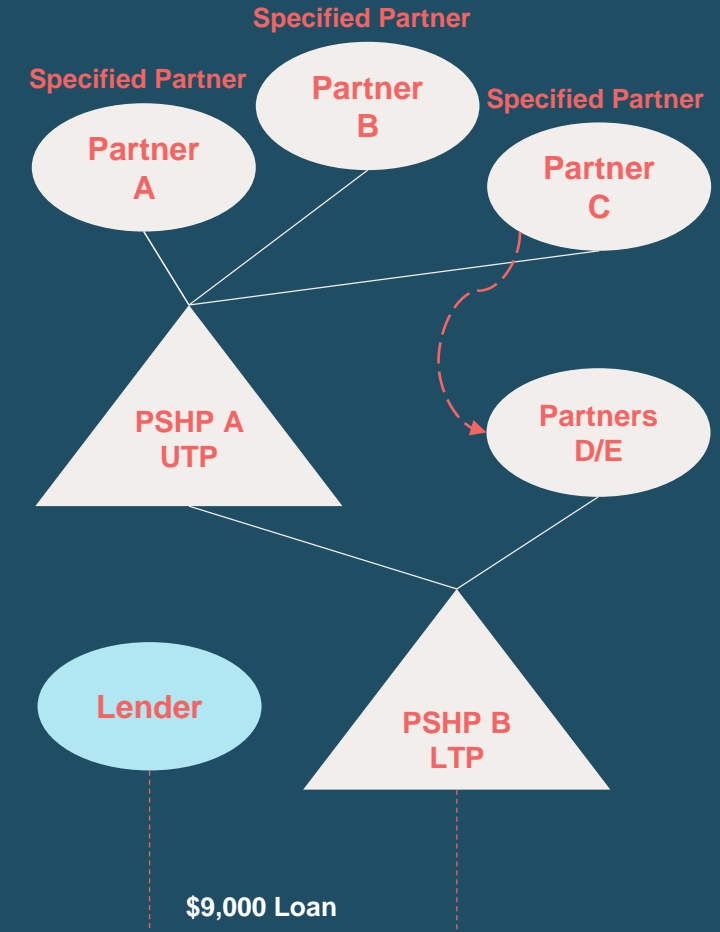 Specified Partner
Specified Partner
Partner
B
Specified Partner
Partner
A
Partner
C
PSHP A
UTP
Partners
D/E
Lender
PSHP B
LTP
$9,000 Loan